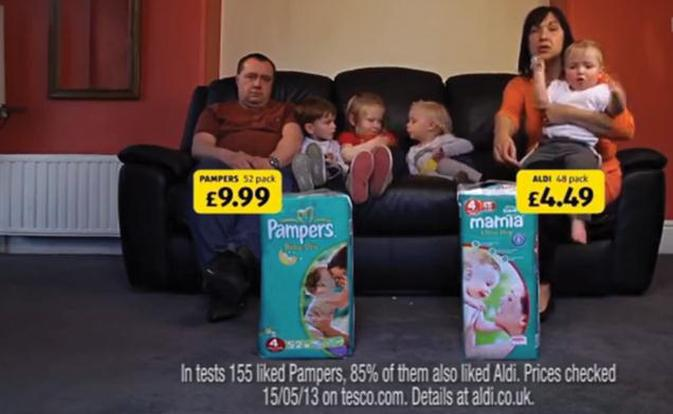 PAMPERS 52 pack
£9.99
ALDI 48 pack
£4.49
Pampers
Baby Dry
4
4
mamia
In tests 155 liked Pampers, 85% of them also liked Aldi. Prices checked
15/05/13 on tesco.com. Details at aldi.co.uk.